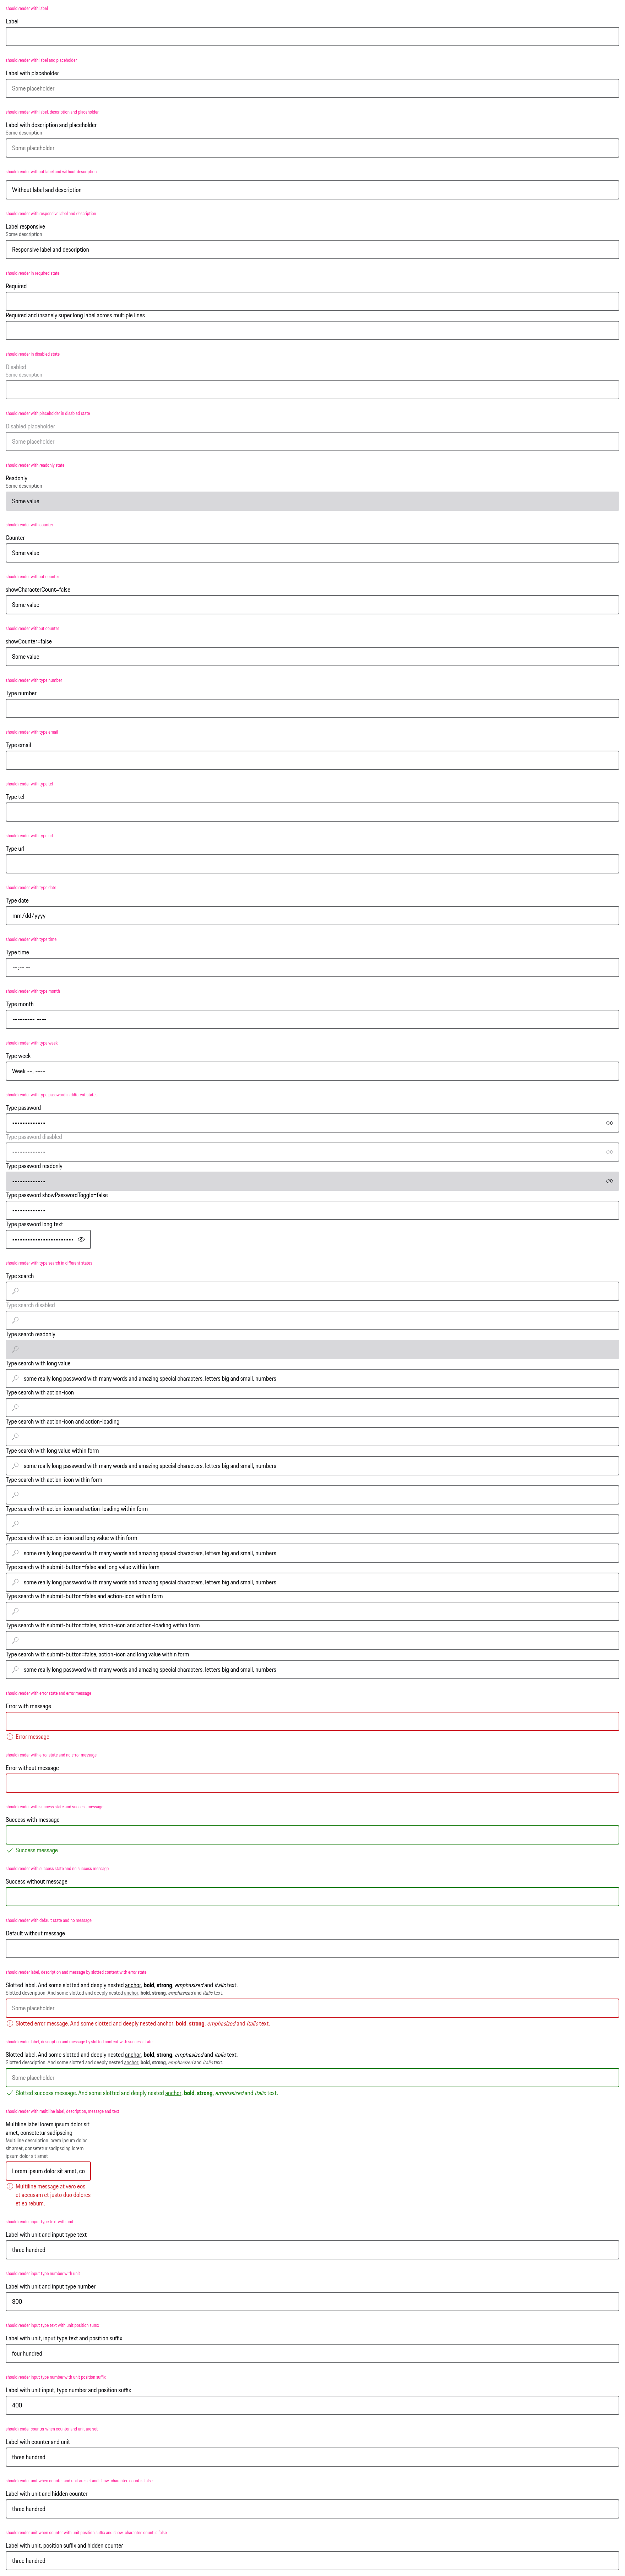 should render with label
Label
should render with label and placeholder
Label with placeholder
Some placeholder
should render with label, description and placeholder
Label with description and placeholder
Some description
Some placeholder
should render without label and without description
Without label and description
should render with responsive label and description
Label responsive
Some description
Responsive label and description
should render in required state
Required
Required and insanely super long label across multiple lines
should render in disabled state
Disabled
Some description
should render with placeholder in disabled state
Disabled placeholder
Some placeholder
should render with readonly state
Readonly
Some description
Some value
should render with counter
Counter
Some value
should render without counter
showCharacterCount=false
Some value
should render without counter
showCounter=false
Some value
should render with type number
Type number
should render with type email
Type email
should render with type tel
Type tel
should render with type url
Type url
should render with type date
Type date
mm/dd/yyyy
should render with type time
Type time
--:-- --
should render with type month
Type month
--------- ----
should render with type week
Type week
Week --, ----
should render with type password in different states
Type password
•••••••••••••
Type password disabled
•••••••••••••
Type password readonly
•••••••••••••
Type password showPasswordToggle=false
•••••••••••••
Type password long text
••••••••••••••••••••••••
should render with type search in different states
Type search
Type search disabled
Type search readonly
Type search with long value
some really long password with many words and amazing special characters, letters big and small, numbers
Type search with action-icon
Type search with action-icon and action-loading
Type search with long value within form
some really long password with many words and amazing special characters, letters big and small, numbers
Type search with action-icon within form
Type search with action-icon and action-loading within form
Type search with action-icon and long value within form
some really long password with many words and amazing special characters, letters big and small, numbers
Type search with submit-button=false and long value within form
some really long password with many words and amazing special characters, letters big and small, numbers
Type search with submit-button=false and action-icon within form
Type search with submit-button=false, action-icon and action-loading within form
Type search with submit-button=false, action-icon and long value within form
some really long password with many words and amazing special characters, letters big and small, numbers
should render with error state and error message
Error with message
Error message
should render with error state and no error message
Error without message
should render with success state and success message
Success with message
Success message
should render with success state and on success message
Success without message
should render with default state and no message
Default without message
should render label, description and message by slotted content with error state
Slotted label. And some slotted and deeply nested anchor, bold, strong, emphasized and italic text.
Slotted description. And some slotted and deeply nested anchor, bold, strong, emphasized and italic text.
Some placeholder
Slotted error message. And some slotted and deeply nested anchor, bold, strong, emphasized and italic text.
should render label, description and message by slotted content with success state
Slotted label. And some slotted and deeply nested anchor, bold, strong, emphasized and italic text.
Slotted description. And some slotted and deeply nested anchor, bold, strong, emphasized and italic text.
Some placeholder
Slotted success message. And some slotted and deeply nested anchor, bold, strong, emphasized and italic text.
should render with multiline label, description, message and text
Multiline label lorem ipsum dolor sit
amet, consetetur sadipscing
Multiline description lorem ipsum dolor
sit amet, consetetur sadipscing lorem
ipsum dolor sit amet
Lorem ipsum dolor sit amet, co
Multiline message at vero eos
et accusam et justo duo dolores
et ea rebum.
should render input type text with unit
Label with unit and input type text
three hundred
should render input type number with unit
Label with unit and input type number
300
should render input type text with unit position suffix
Label with unit, input type text and position suffix
four hundred
should render input type number with unit position suffix
Label with unit input, type number and position suffix
400
should render counter when counter and unit are set
Label with counter and unit
three hundred
should render unit when counter and unit are set and show-character-count is false
Label with unit and hidden counter
three hundred
should render unit when counter with unit position suffix and show-character-count is false
Label with unit, position suffix and hidden counter
three hundred